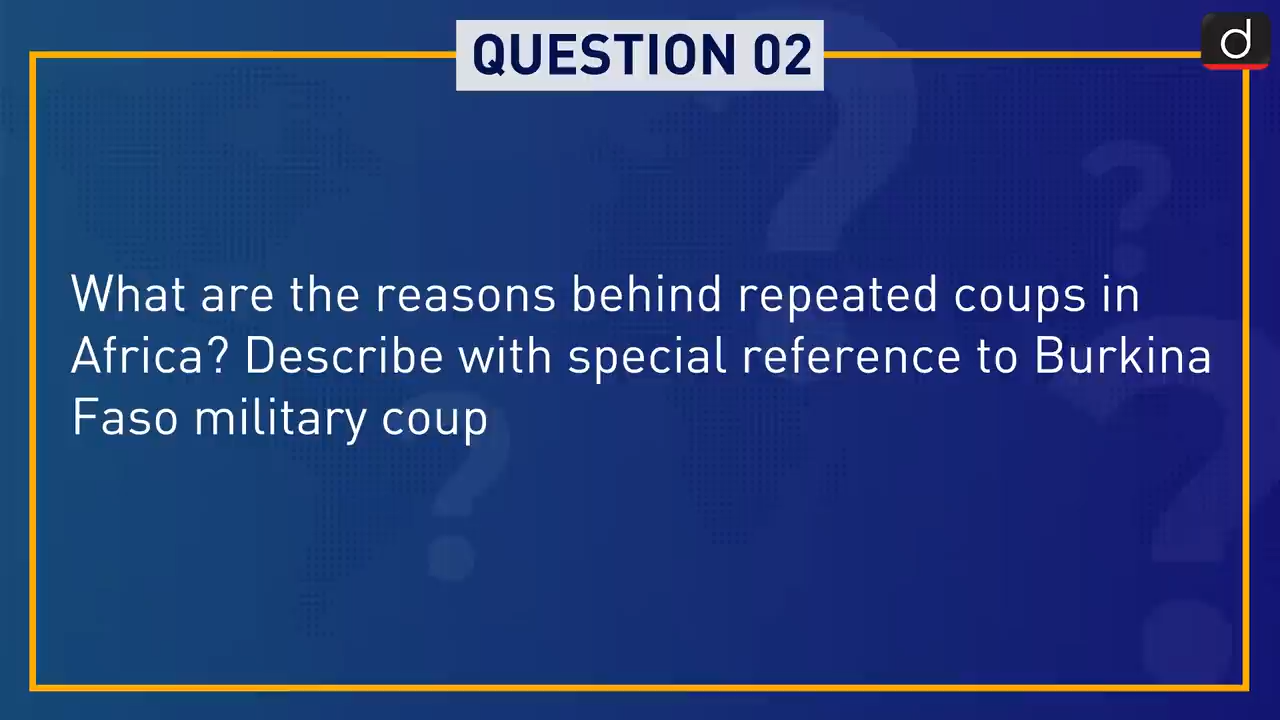 QUESTION 02
d
What are the reasons behind repeated coups in
Africa? Describe with special reference to Burkina
Faso military coup